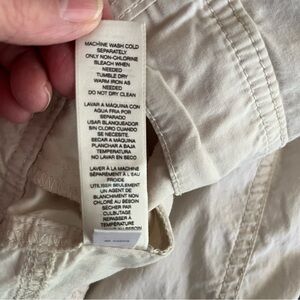 MACHINE WASH COLD
SEPARATELY
ONLY NON-CHLORINE
BLEACH WHEN
NEEDED
TUMBLE DRY
WARM IRON AS
NEEDED
DO NOT DRY CLEAN
LAVAR A MAQUINA CON
AGUA FRIA POR
SEPARADO
USAR BLANQUEADOR
SIN CLORO CUANDO
SE NECESITE.
SECAR A MÁQUINA
PLANCHAR A BAJA
TEMPERATURA
NO LAVAR EN SECO
LAVER À LA MACHINE
SÉPARÉMENT À L'EAU
FROIDE
UTILISER SEULEMENT
UN AGENT DE
BLANCHIMENT NON
CHLORÉ AU BESOIN
SÉCHER PAR
CULBUTAGE
REPASSER À
TEMPÉRATURE
AU BESOIN